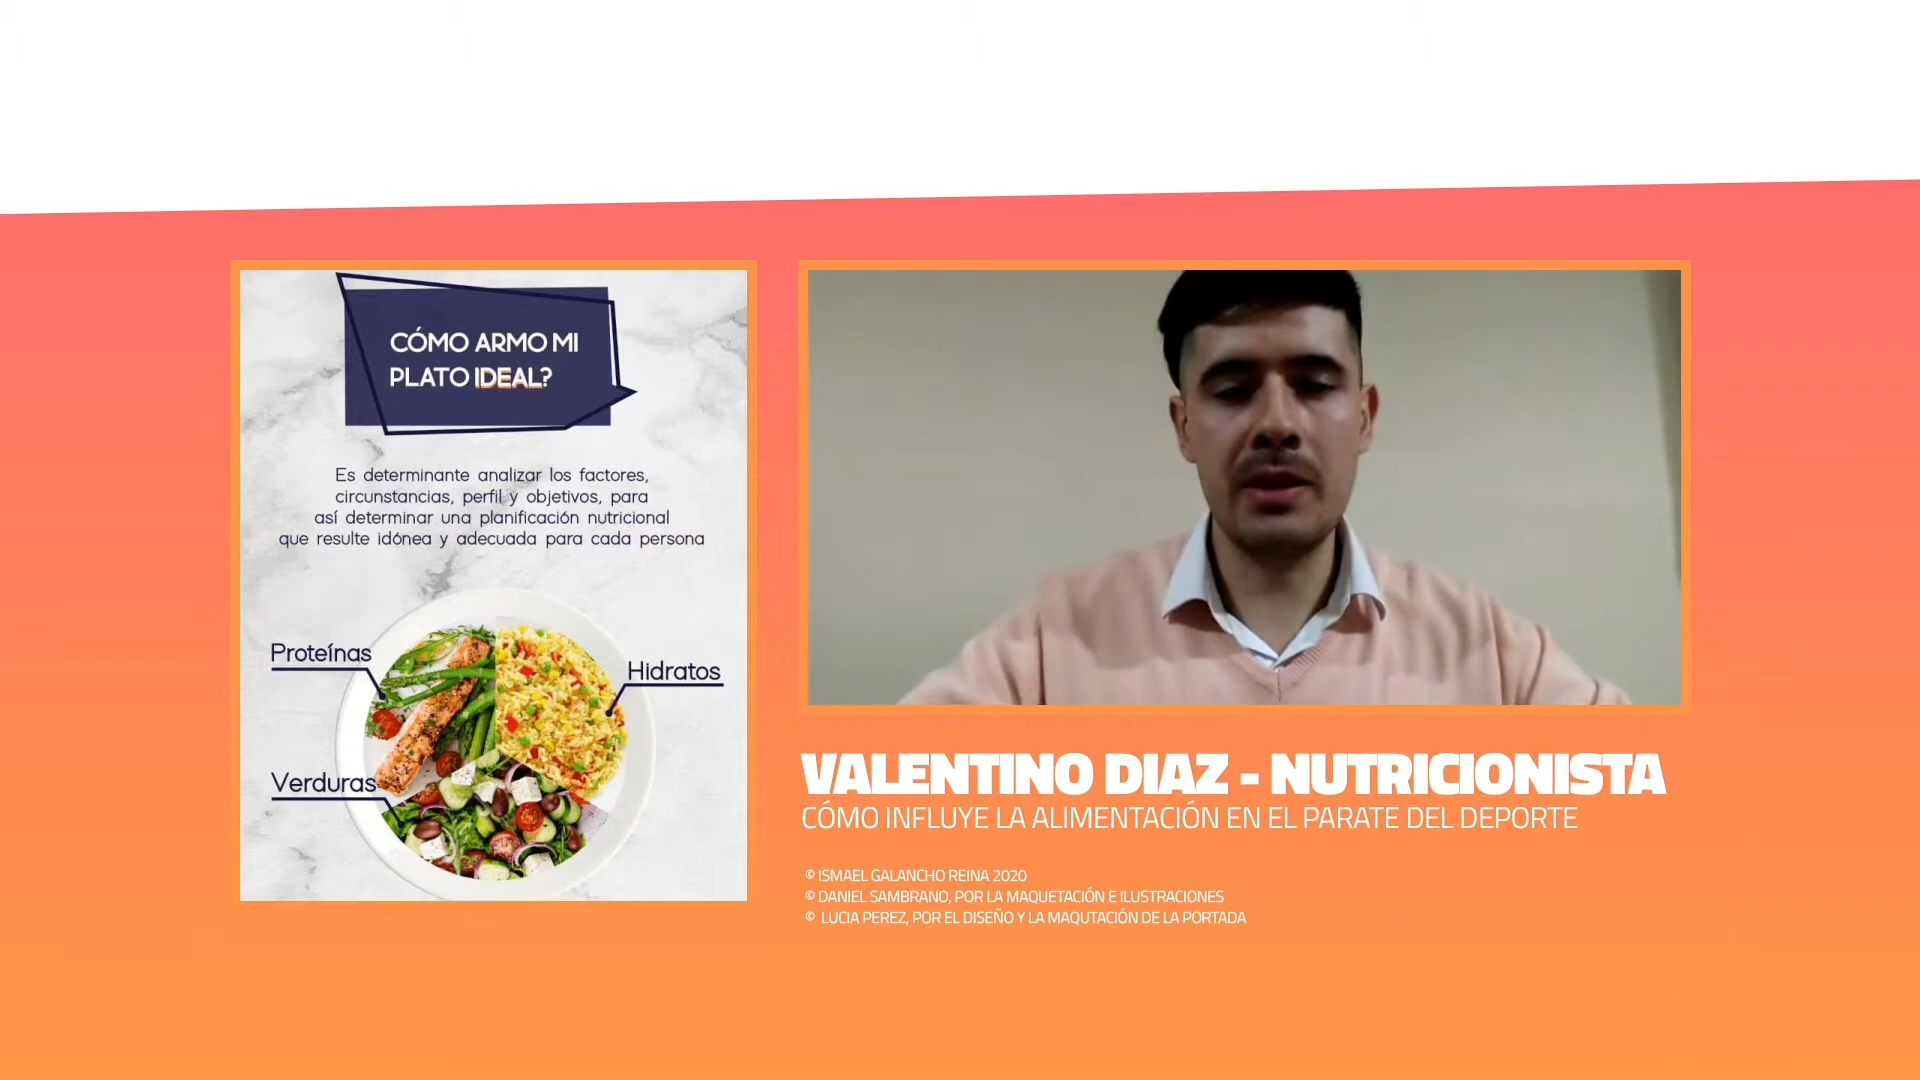 CÓMO ARMO MI
PLATO IDEAL?
Es determinante analizar los factores,
circunstancias, perfil y objetivos, para
así determinar una planificación nutricional
que resulte idónea y adecuada para cada persona
Proteínas
Hidratos
Verduras
VALENTINO DIAZ - NUTRICIONISTA
CÓMO INFLUYE LA ALIMENTACIÓN EN EL PARATE DEL DEPORTE
© ISMAEL GALANCHO REINA 2020
© DANIEL SAMBRANO, POR LA MAQUETACIÓN E ILUSTRACIONES
© LUCIA PEREZ, POR EL DISEÑO Y LA MAQUTACIÓN DE LA PORTADA